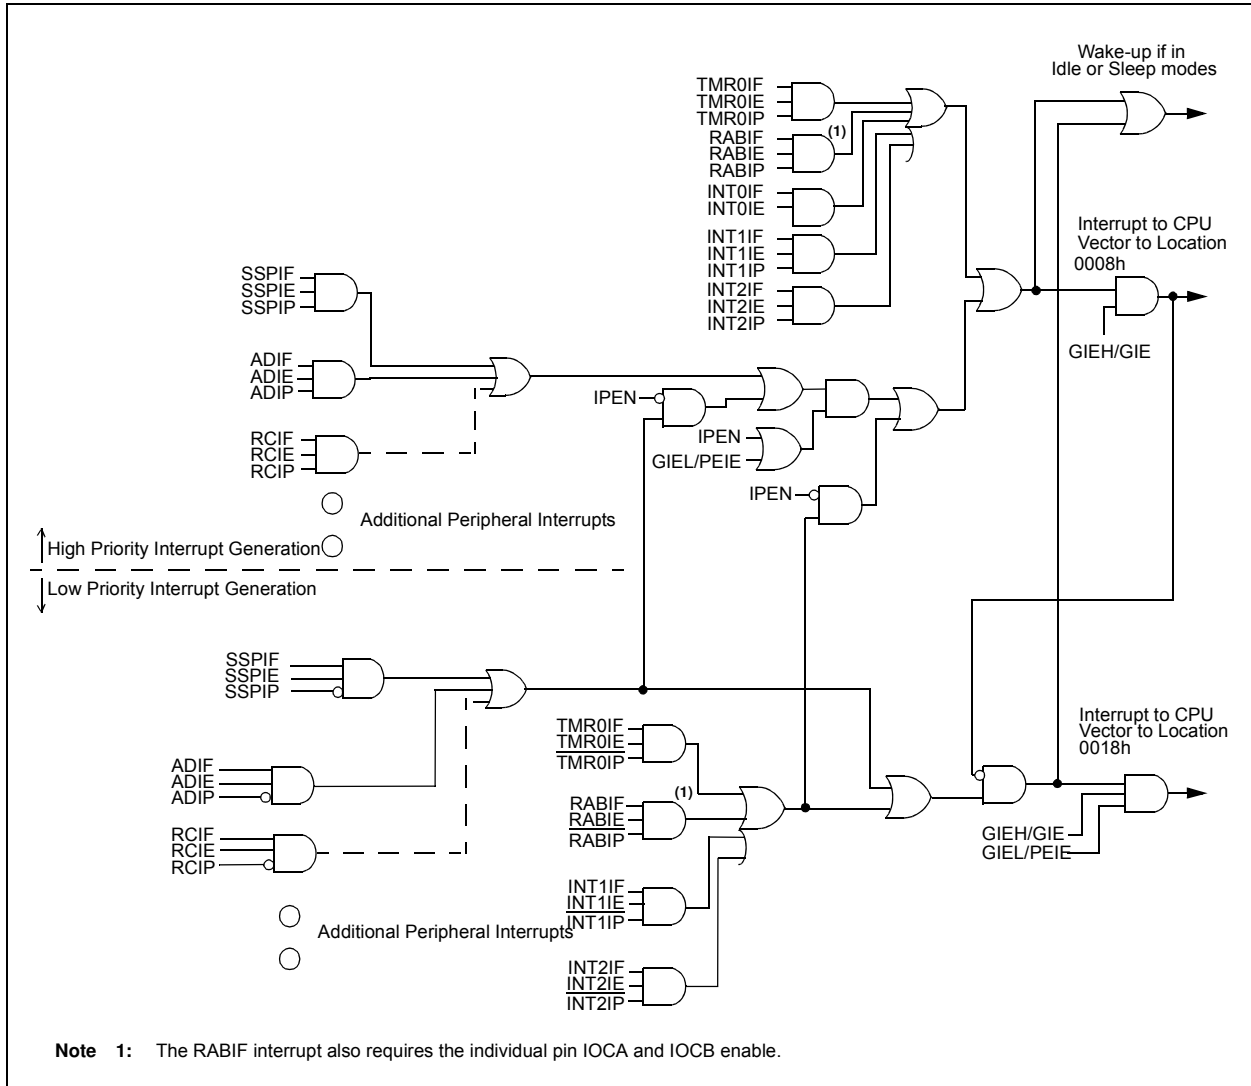 Wake-up if in
Idle or Sleep modes
TMR0IF
TMR0IE
TMR0IP
(1)
RABIF
RABIE
RABIP
INT0IF
INT0IE
INT1IF
INT1IE
INT1IP
INT2IF
INT2IE
INT2IP
Interrupt to CPU
Vector to Location
0008h
GIEH/GIE
SSPIF
SSPIE
SSPIP
ADIF
ADIE
ADIP
RCIF
RCIE
RCIP
IPEN
IPEN
GIEL/PEIE
IPEN
Additional Peripheral Interrupts
High Priority Interrupt Generation
Low Priority Interrupt Generation
SSPIF
SSPIE
SSPIP
ADIF
ADIE
ADIP
RCIF
RCIE
RCIP
Additional Peripheral Interrupts
TMR0IF
TMR0IE
TMR0IP
(1)
RABIF
RABIE
RABIP
INT1IF
INT1IE
INT1IP
INT2IF
INT2IE
INT2IP
Interrupt to CPU
Vector to Location
0018h
GIEH/GIE
GIEL/PEIE
Note 1: The RABIF interrupt also requires the individual pin IOCA and IOCB enable.